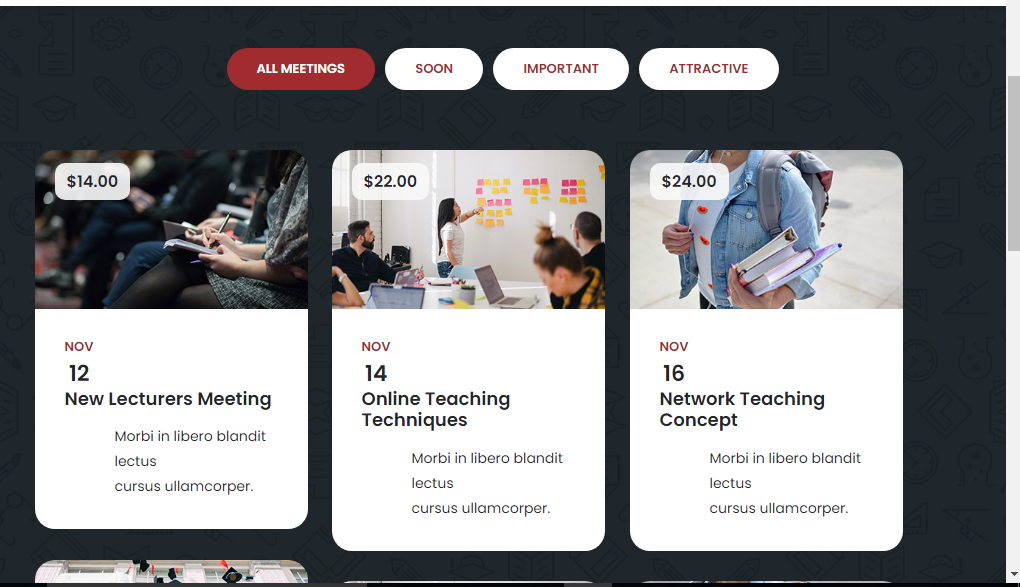 ALL MEETINGS
SOON
IMPORTANT
ATTRACTIVE
$14.00
NOV
12
New Lecturers Meeting
Morbi in libero blandit
lectus
cursus ullamcorper.
$22.00
NOV
14
Online Teaching
Techniques
Morbi in libero blandit
lectus
cursus ullamcorper.
$24.00
NOV
16
Network Teaching
Concept
Morbi in libero blandit
lectus
cursus ullamcorper.